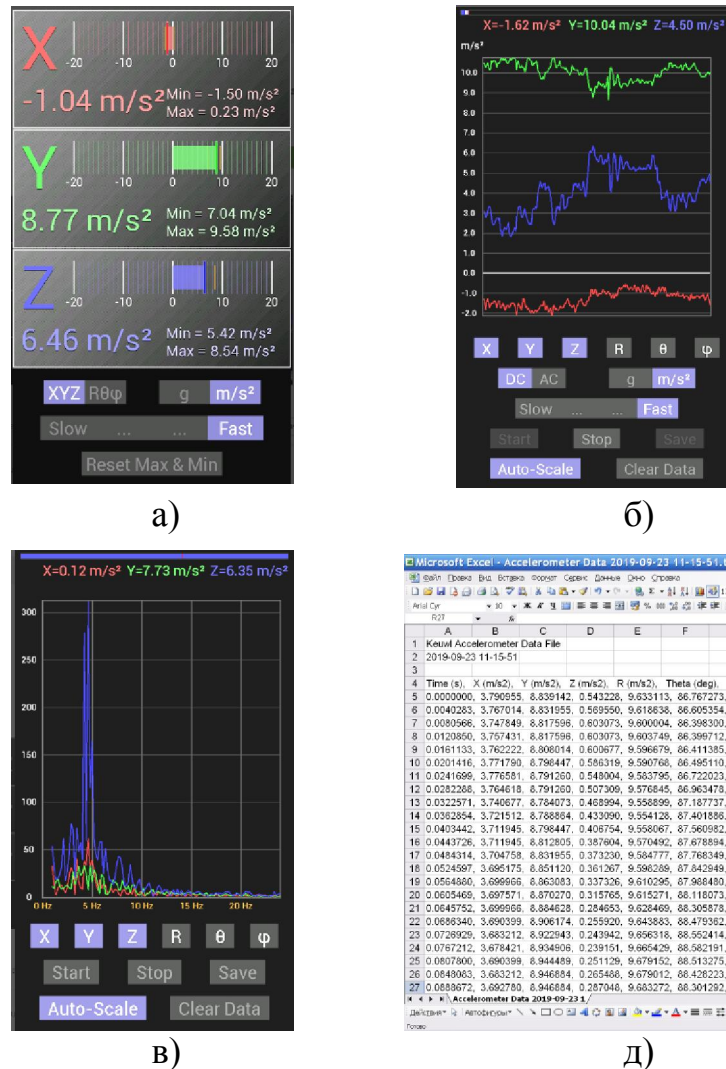 X
-20 -10 0 10 20
-1.04 m/s²
Min = -1.50 m/s²
Max = 0.23 m/s²
Y
-20 -10 0 10 20
8.77 m/s²
Min = 7.04 m/s²
Max = 9.58 m/s²
Z
-20 -10 0 10 20
6.46 m/s²
Min = 5.42 m/s²
Max = 8.54 m/s²
XYZ Rθφ g m/s²
Slow ... ... Fast
Reset Max & Min
а)
X=-1.62 m/s² Y=10.04 m/s² Z=4.50 m/s²
m/s²
10.0
9.0
8.0
7.0
6.0
5.0
4.0
3.0
2.0
1.0
0.0
-1.0
-2.0
X Y Z R θ φ
DC AC g m/s²
Slow ... ... Fast
Start Stop Save
Auto-Scale Clear Data
б)
X=0.12 m/s² Y=7.73 m/s² Z=6.35 m/s²
300
250
200
150
100
50
0
0 Hz 5 Hz 10 Hz 15 Hz 20 Hz
X Y Z R θ φ
Start Stop Save
Auto-Scale Clear Data
в)
Microsoft Excel - Accelerometer Data 2019-09-23 11-15-51.
Файл Правка Вид Вставка Формат Сервис Данные Окно Справка
Arial Cyr 10
R27
A B C D E F
1 Keuwl Accelerometer Data File
2 2019-09-23 11-15-51
3
4 Time (s), X (m/s2), Y (m/s2), Z (m/s2), R (m/s2), Theta (deg),
5 0.0000000, 3.790955, 8.839142, 0.543228, 9.633113, 86.767273,
6 0.0040283, 3.767014, 8.831955, 0.569550, 9.618638, 86.605354,
7 0.0080566, 3.747849, 8.817596, 0.603073, 9.600004, 86.398300,
8 0.0120850, 3.757431, 8.817596, 0.603073, 9.603749, 86.399712,
9 0.0161133, 3.762222, 8.808014, 0.600677, 9.596679, 86.411385,
10 0.0201416, 3.771790, 8.798447, 0.586319, 9.590768, 86.495110,
11 0.0241699, 3.776581, 8.791260, 0.548004, 9.583795, 86.722023,
12 0.0282288, 3.764618, 8.791260, 0.507309, 9.576845, 86.963478,
13 0.0322571, 3.740677, 8.784073, 0.468994, 9.558899, 87.187737,
14 0.0362854, 3.721512, 8.788864, 0.433090, 9.554128, 87.401886,
15 0.0403442, 3.711945, 8.798447, 0.406754, 9.558067, 87.560982,
16 0.0443726, 3.711945, 8.812805, 0.387604, 9.570492, 87.678894,
17 0.0484314, 3.704758, 8.831955, 0.373230, 9.584777, 87.768349,
18 0.0524597, 3.695175, 8.851120, 0.361267, 9.598289, 87.842949,
19 0.0564880, 3.699966, 8.863083, 0.337326, 9.610295, 87.988480,
20 0.0605469, 3.697571, 8.870270, 0.315765, 9.615271, 88.118073,
21 0.0645752, 3.699966, 8.884628, 0.284653, 9.628469, 88.305878,
22 0.0686340, 3.690399, 8.906174, 0.255920, 9.643883, 88.479362,
23 0.0726929, 3.683212, 8.922943, 0.243942, 9.656318, 88.552414,
24 0.0767212, 3.678421, 8.934906, 0.239151, 9.665429, 88.582191,
25 0.0807800, 3.690399, 8.944489, 0.251129, 9.679152, 88.513275,
26 0.0848083, 3.683212, 8.946884, 0.265488, 9.679012, 88.428223,
27 0.0888672, 3.692780, 8.946884, 0.287048, 9.683272, 88.301292,
Accelerometer Data 2019-09-23 1
Действия Автофигуры
Готово
д)